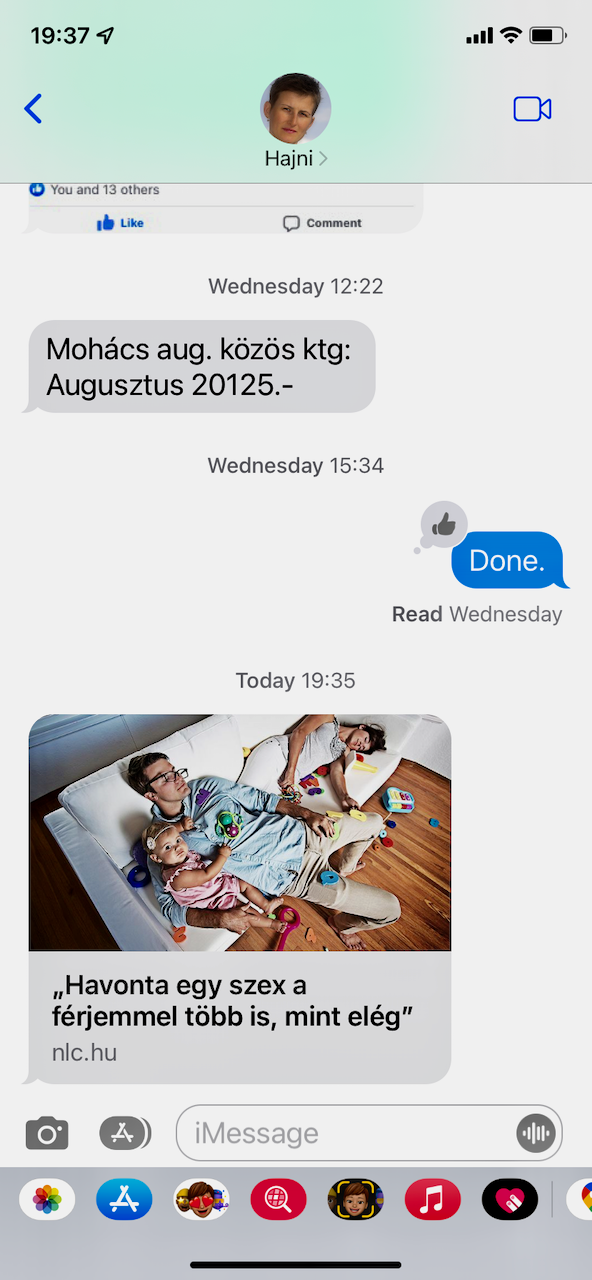 19:37
Hajni
You and 13 others
Like Comment
Wednesday 12:22
Mohács aug. közös ktg:
Augusztus 20125.-
Wednesday 15:34
Done.
Read Wednesday
Today 19:35
„Havonta egy szex a
férjemmel több is, mint elég”
nlc.hu
iMessage